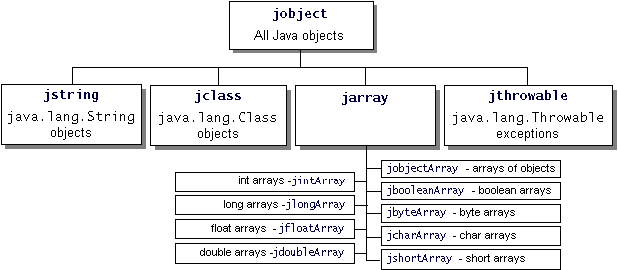 jobject
All Java objects
jstring
java.lang.String
objects
jclass
java.lang.Class
objects
jarray
jthrowable
java.lang.Throwable
exceptions
int arrays -jintArray
long arrays -jlongArray
float arrays -jfloatArray
double arrays -jdoubleArray
jobjectArray - arrays of objects
jbooleanArray - boolean arrays
jbyteArray - byte arrays
jcharArray - char arrays
jshortArray - short arrays